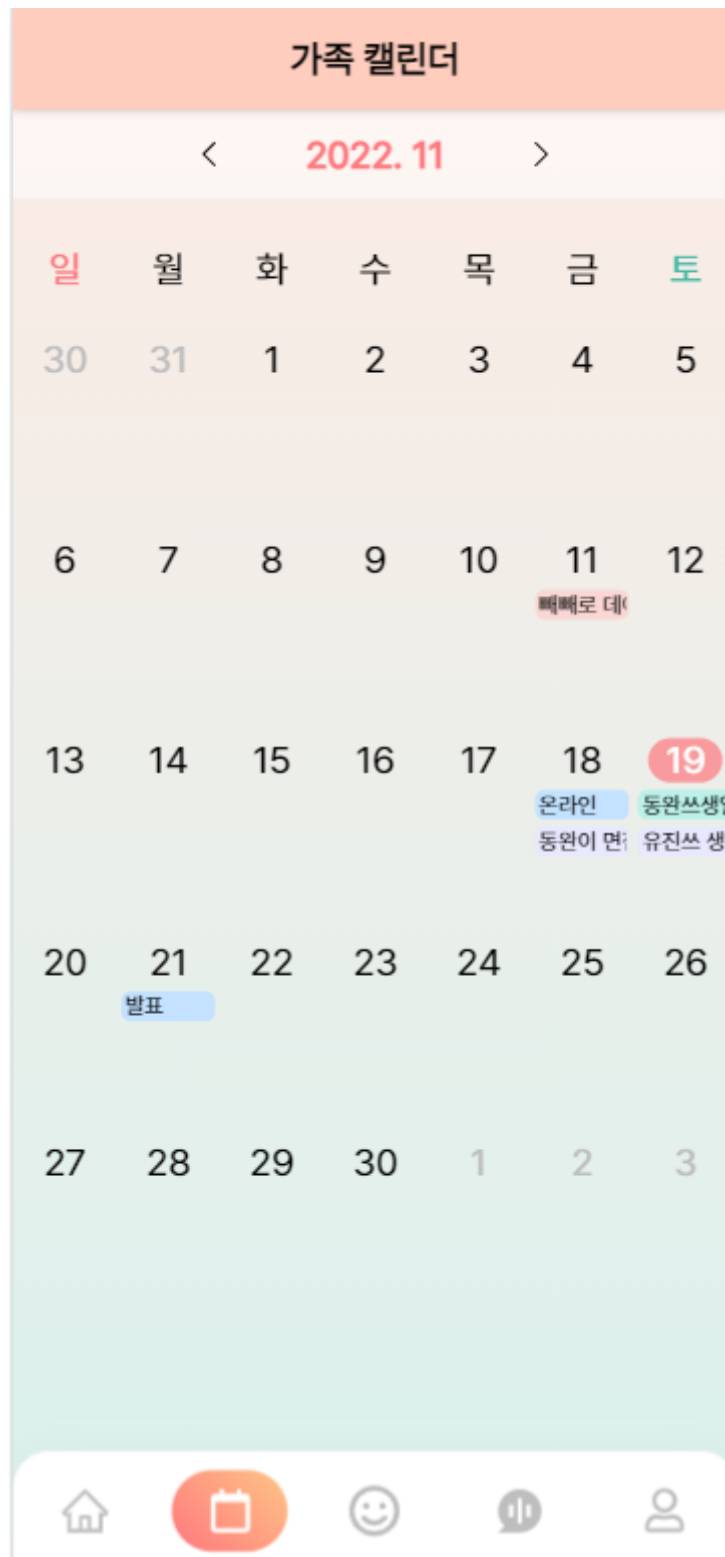 가족 캘린더
< 2022. 11 >
일 월 화 수 목 금 토
30 31 1 2 3 4 5
6 7 8 9 10 11 12
빼빼로 데
13 14 15 16 17 18 19
온라인 동완쓰생
동완이 면 유진쓰 생
20 21 22 23 24 25 26
발표
27 28 29 30 1 2 3